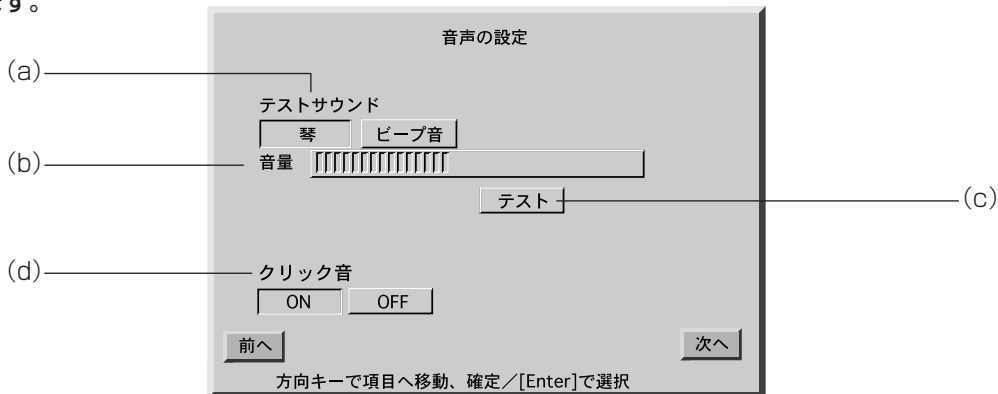 す。
音声の設定
(a)
テストサウンド
琴 ビープ音
(b) 音量
テスト (c)
(d) クリック音
ON OFF
前へ 次へ
方向キーで項目へ移動、確定／[Enter]で選択